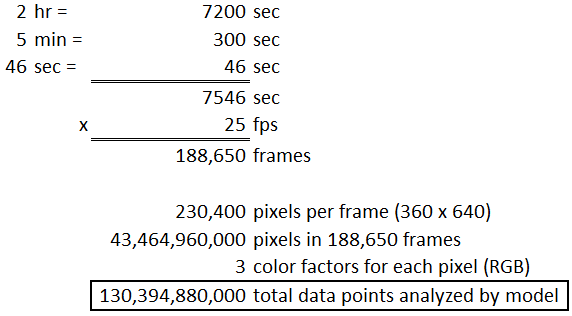 2 hr = 7200 sec
5 min = 300 sec
46 sec = 46 sec
7546 sec
x 25 fps
188,650 frames
230,400 pixels per frame (360 x 640)
43,464,960,000 pixels in 188,650 frames
3 color factors for each pixel (RGB)
130,394,880,000 total data points analyzed by model